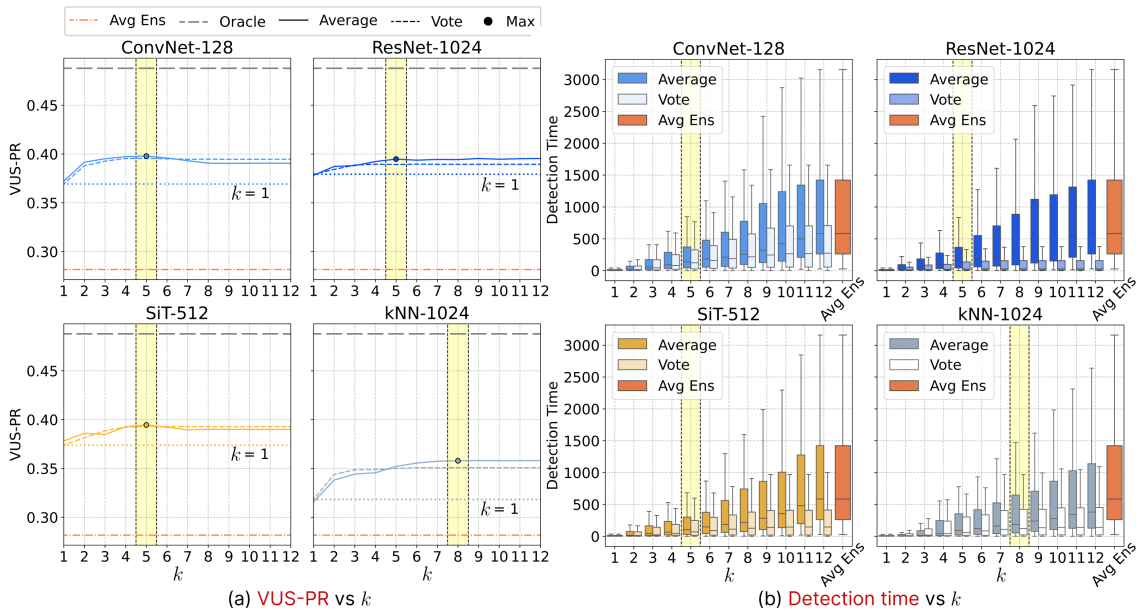 Avg Ens Oracle Average Vote Max
ConvNet-128
ResNet-1024
VUS-PR
0.45
0.40
0.35
0.30
k = 1
k = 1
1 2 3 4 5 6 7 8 9 10 11 12
1 2 3 4 5 6 7 8 9 10 11 12
SiT-512
kNN-1024
VUS-PR
0.45
0.40
0.35
0.30
k = 1
k = 1
1 2 3 4 5 6 7 8 9 10 11 12
1 2 3 4 5 6 7 8 9 10 11 12
k
k
(a) VUS-PR vs k
ConvNet-128
ResNet-1024
Detection Time
3000
2500
2000
1500
1000
500
0
Average
Vote
Avg Ens
Average
Vote
Avg Ens
1 2 3 4 5 6 7 8 9 10 11 12 Avg Ens
1 2 3 4 5 6 7 8 9 10 11 12 Avg Ens
SiT-512
kNN-1024
Detection Time
3000
2500
2000
1500
1000
500
0
Average
Vote
Avg Ens
Average
Vote
Avg Ens
1 2 3 4 5 6 7 8 9 10 11 12 Avg Ens
1 2 3 4 5 6 7 8 9 10 11 12 Avg Ens
k
k
(b) Detection time vs k